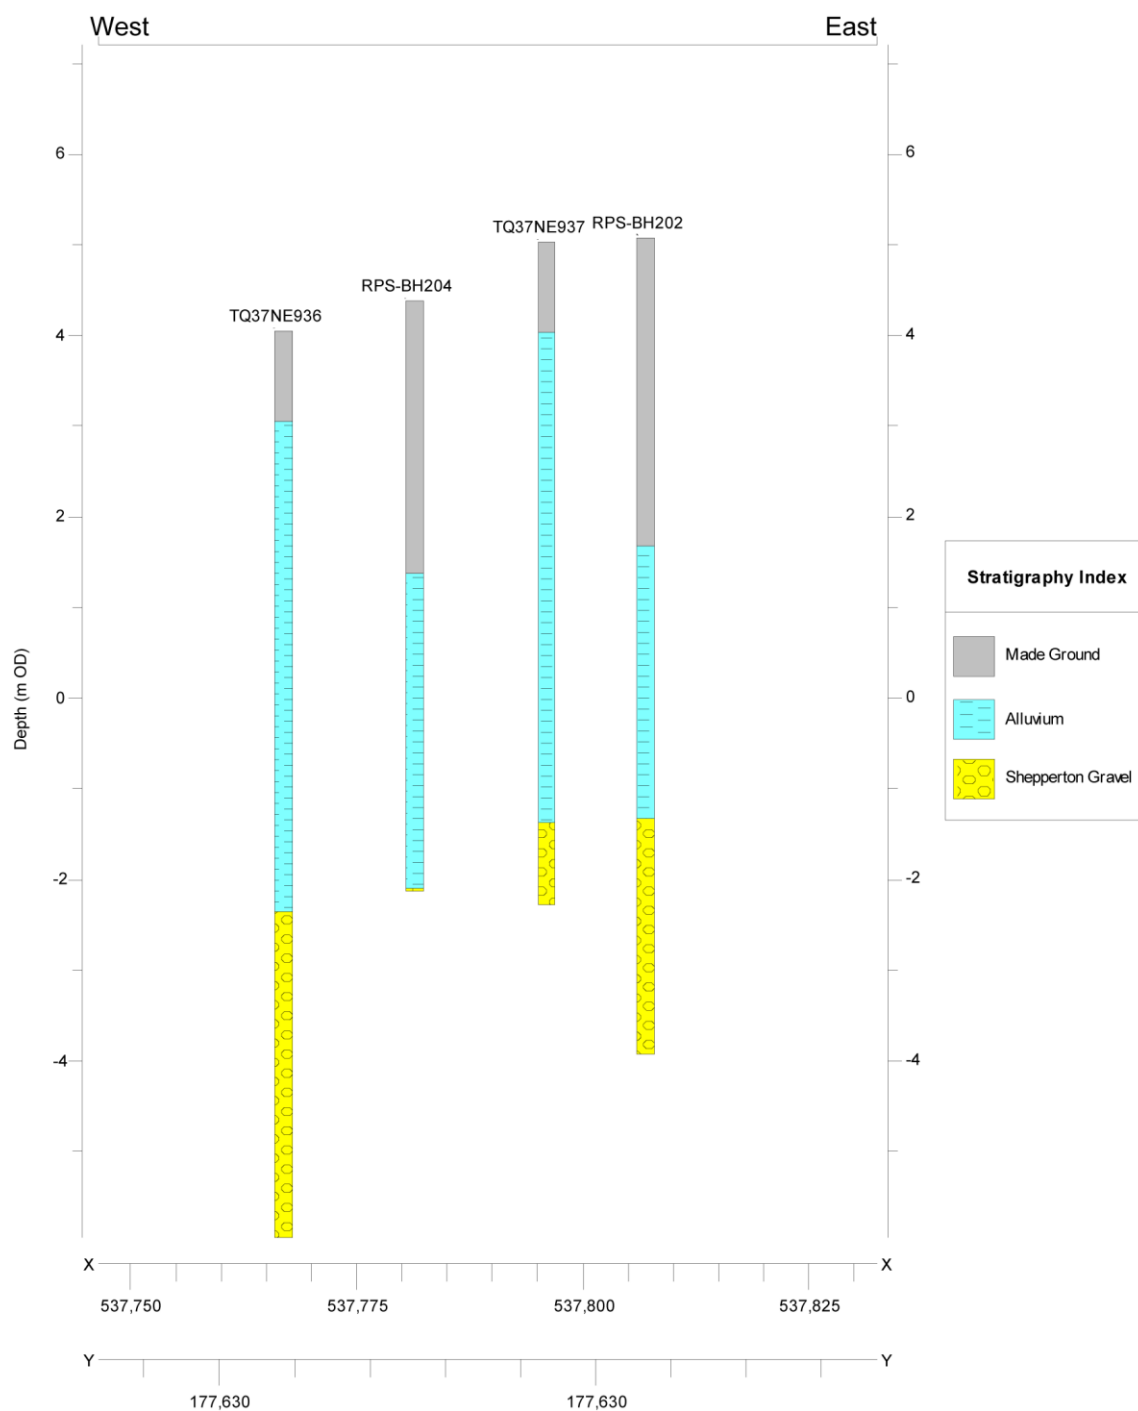 West East
6 6
TQ37NE937 RPS-BH202
RPS-BH204
TQ37NE936
4 4
2 2
Stratigraphy Index
Made Ground
Depth (m OD)
0 0
Alluvium
Shepperton Gravel
-2 -2
-4 -4
X X
537,750 537,775 537,800 537,825
Y Y
177,630 177,630